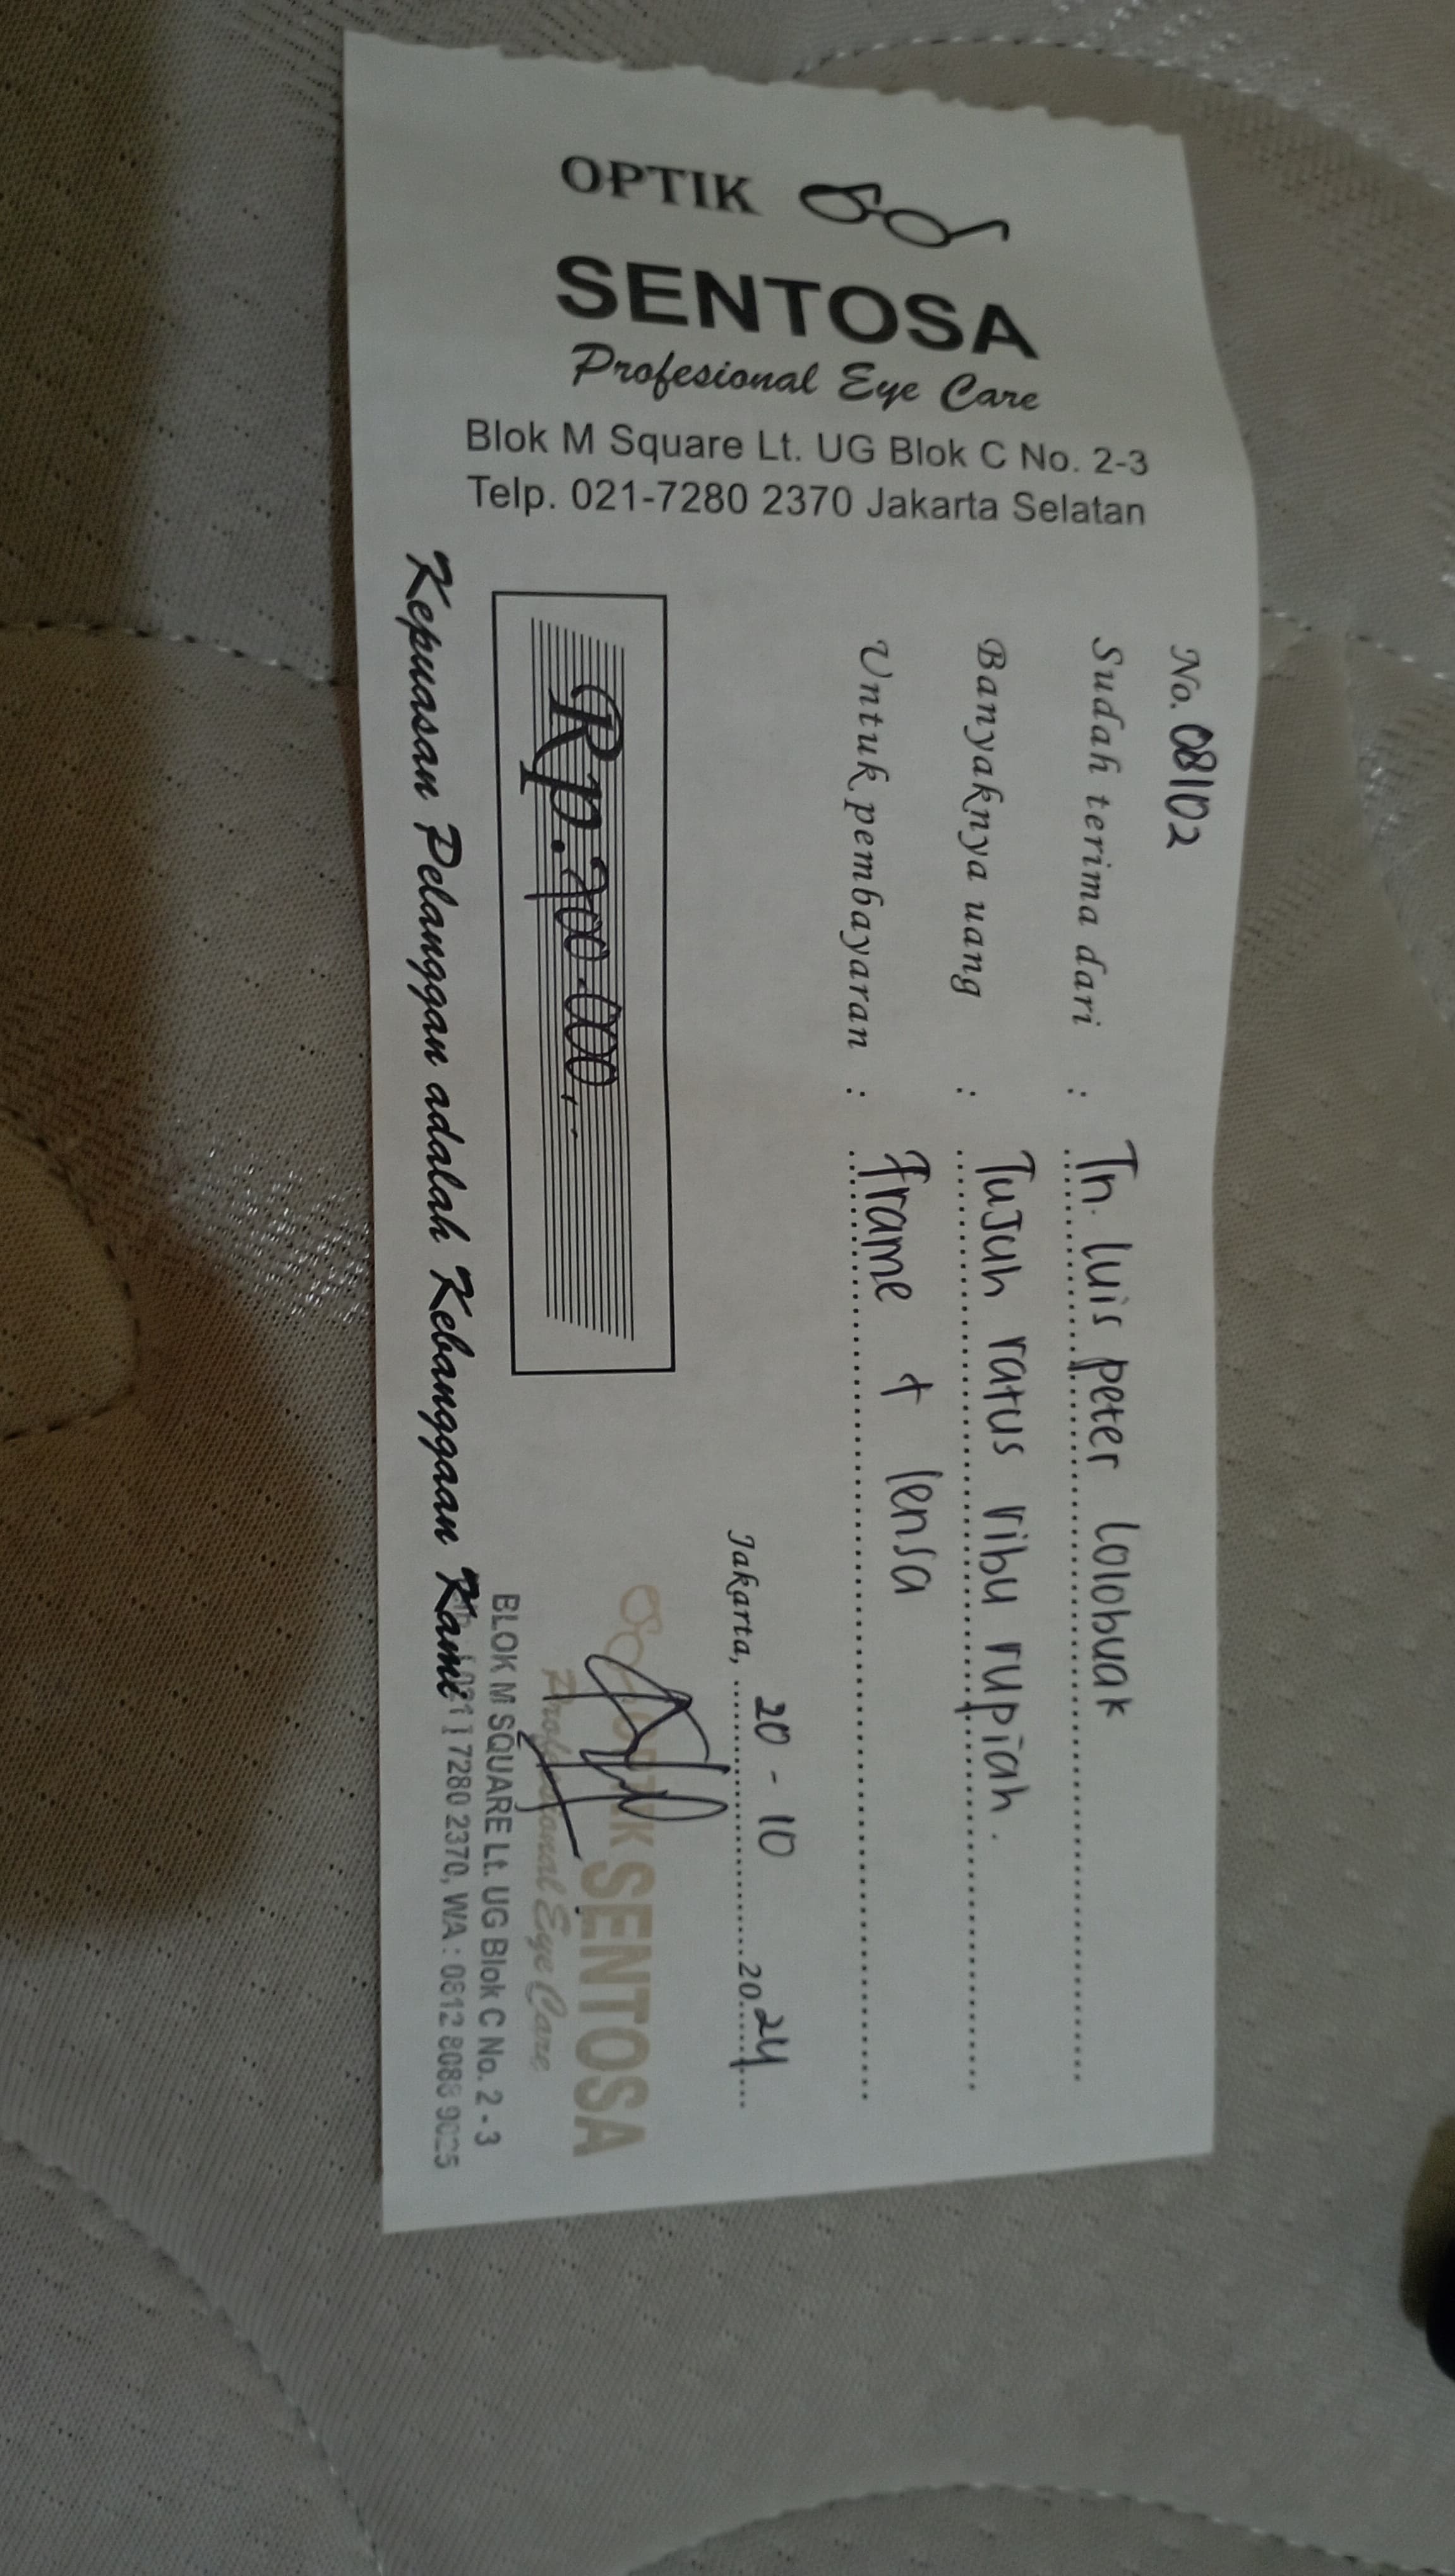 OPTIK
SENTOSA
Profesional Eye Care
Blok M Square Lt. UG Blok C No. 2-3
Telp. 021-7280 2370 Jakarta Selatan
No. 08102
Sudah terima dari : Tn. luis peter lolobuak
Banyaknya uang : Tujuh ratus ribu rupiah.
Untuk pembayaran : Frame + lensa
Jakarta, 20 - 10 2024
Rp. 700.000,-
OPTIK SENTOSA
Profesional Eye Care
BLOK M SQUARE Lt. UG Blok C No. 2 - 3
[ 021 ] 7280 2370, WA : 0812 8088 9025
Kepuasan Pelanggan adalah Kebanggaan Kami